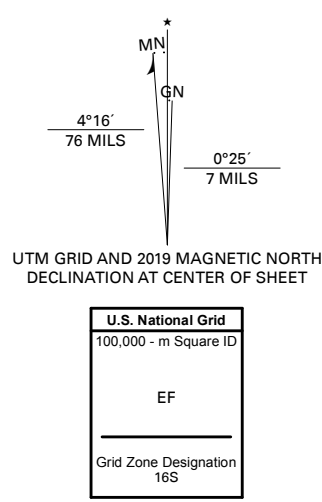 MN
GN
4°16´
76 MILS
0°25´
7 MILS
UTM GRID AND 2019 MAGNETIC NORTH
DECLINATION AT CENTER OF SHEET
U.S. National Grid
100,000 - m Square ID
EF
Grid Zone Designation
16S